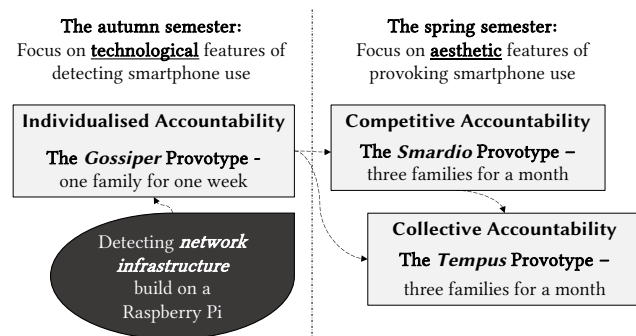 The autumn semester:
Focus on technological features of
detecting smartphone use
Individualised Accountability
The Gossiper Provotype -
one family for one week
Detecting network
infrastructure
build on a
Raspberry Pi
The spring semester:
Focus on aesthetic features of
provoking smartphone use
Competitive Accountability
The Smardio Provotype –
three families for a month
Collective Accountability
The Tempus Provotype –
three families for a month